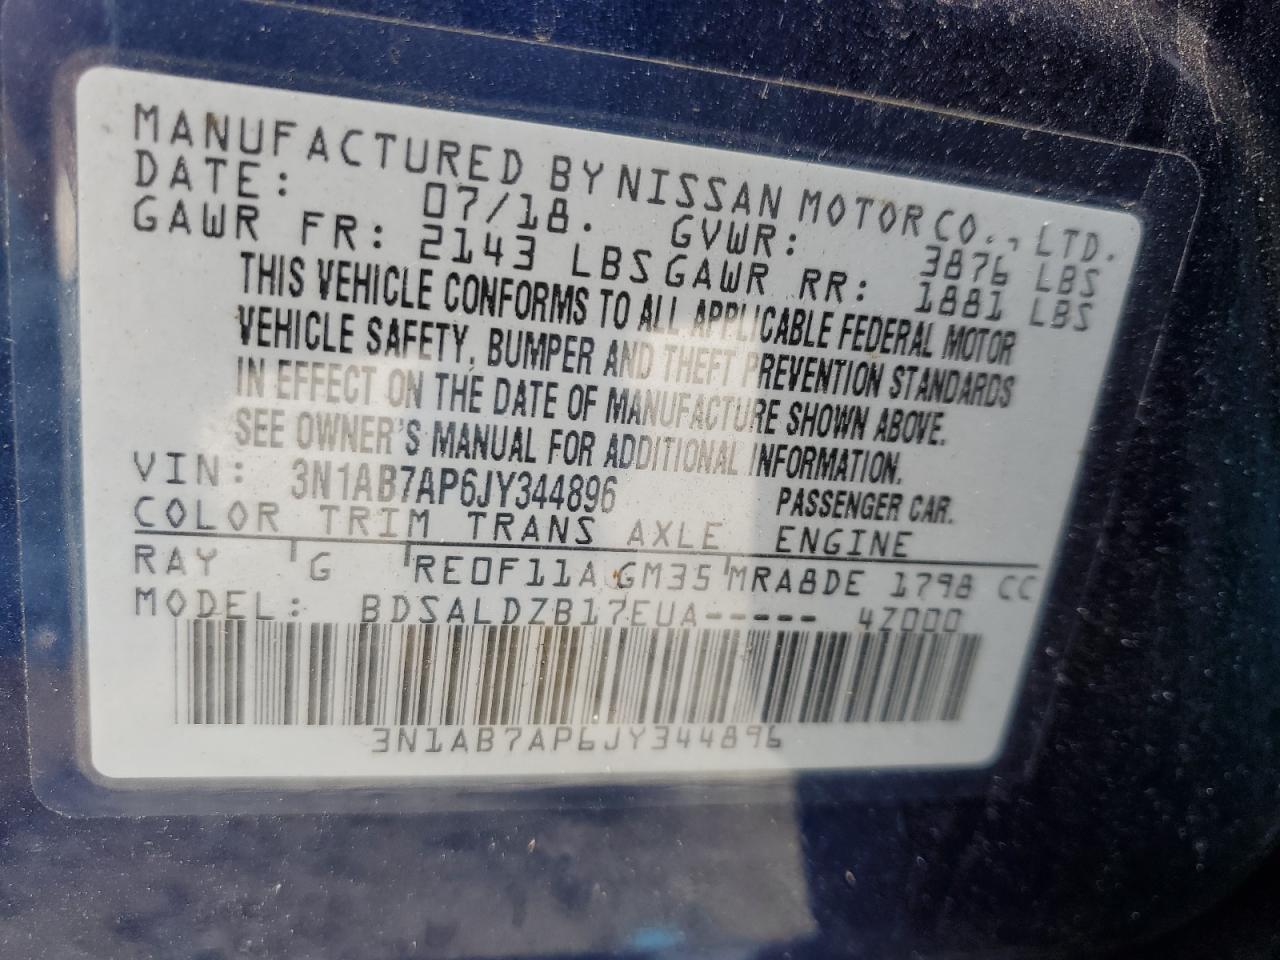 MANUFACTURED BY NISSAN MOTOR CO., LTD.
DATE: 07/18. GVWR: 3876 LBS
GAWR FR: 2143 LBS GAWR RR: 1881 LBS
THIS VEHICLE CONFORMS TO ALL APPLICABLE FEDERAL MOTOR
VEHICLE SAFETY, BUMPER AND THEFT PREVENTION STANDARDS
IN EFFECT ON THE DATE OF MANUFACTURE SHOWN ABOVE.
SEE OWNER'S MANUAL FOR ADDITIONAL INFORMATION.
VIN: 3N1AB7AP6JY344896 PASSENGER CAR.
COLOR TRIM TRANS AXLE ENGINE
RAY G RE0F11A GM35 MRA8DE 1798 CC
MODEL: BDSALDZB17EUA----- 4Z000
3N1AB7AP6JY344896